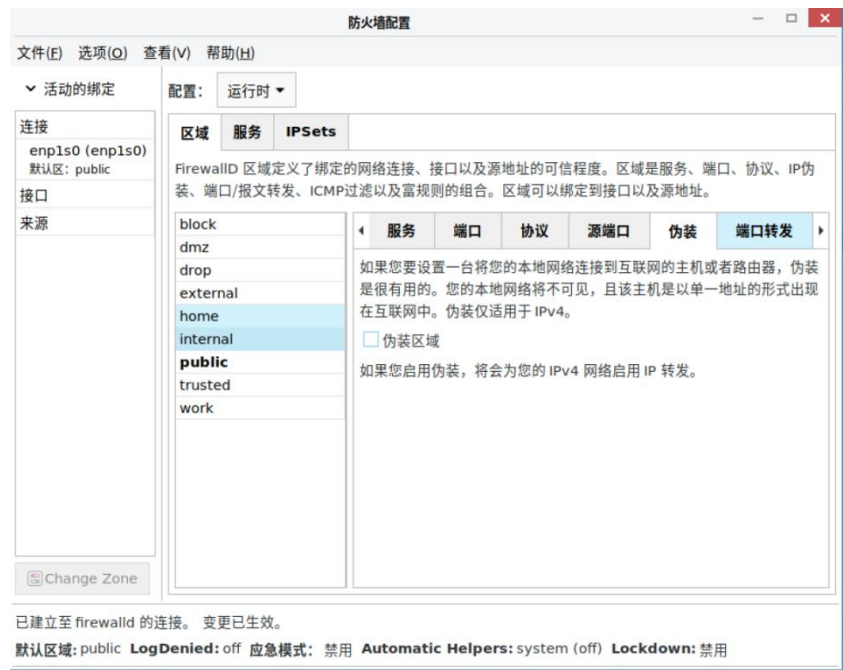 防火墙配置
文件(F) 选项(O) 查看(V) 帮助(H)
活动的绑定
配置： 运行时
连接
enp1s0 (enp1s0)
默认区: public
接口
来源
区域 服务 IPSets
FirewallD 区域定义了绑定的网络连接、接口以及源地址的可信程度。区域是服务、端口、协议、IP伪
装、端口/报文转发、ICMP过滤以及富规则的组合。区域可以绑定到接口以及源地址。
block
dmz
drop
external
home
internal
public
trusted
work
服务 端口 协议 源端口 伪装 端口转发
如果您要设置一台将您的本地网络连接到互联网的主机或者路由器，伪装
是很有用的。您的本地网络将不可见，且该主机是以单一地址的形式出现
在互联网中。伪装仅适用于 IPv4。
伪装区域
如果您启用伪装，将会为您的 IPv4 网络启用 IP 转发。
Change Zone
已建立至 firewalld 的连接。 变更已生效。
默认区域: public LogDenied: off 应急模式： 禁用 Automatic Helpers: system (off) Lockdown: 禁用